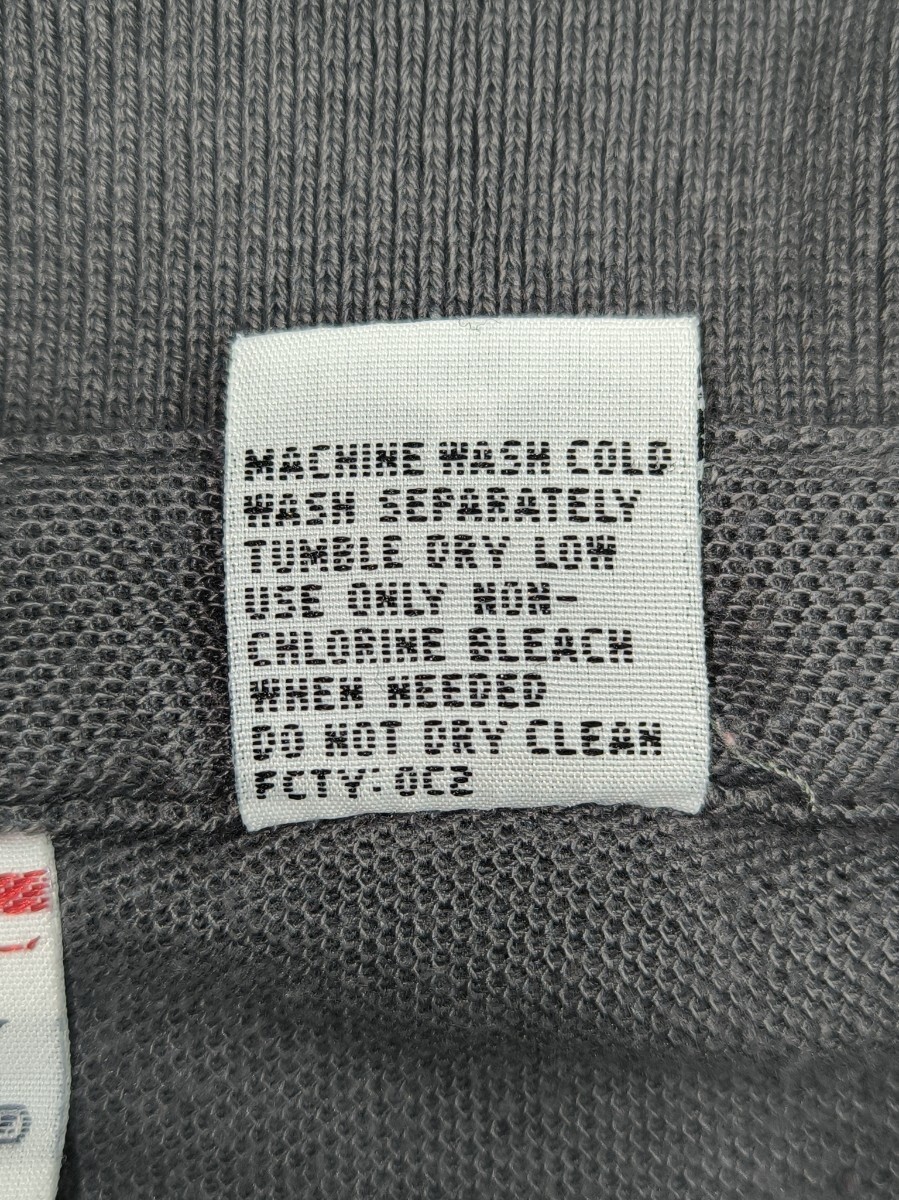 MACHINE WASH COLD
WASH SEPARATELY
TUMBLE DRY LOW
USE ONLY NON-
CHLORINE BLEACH
WHEN NEEDED
DO NOT DRY CLEAN
FCTY: OC2